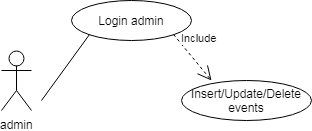 Login admin
Include
Insert/Update/Delete
events
admin